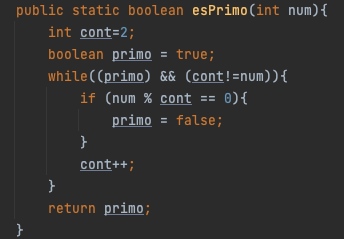 public static boolean esPrimo(int num){
    int cont=2;
    boolean primo = true;
    while((primo) && (cont!=num)){
        if (num % cont == 0){
            primo = false;
        }
        cont++;
    }
    return primo;
}